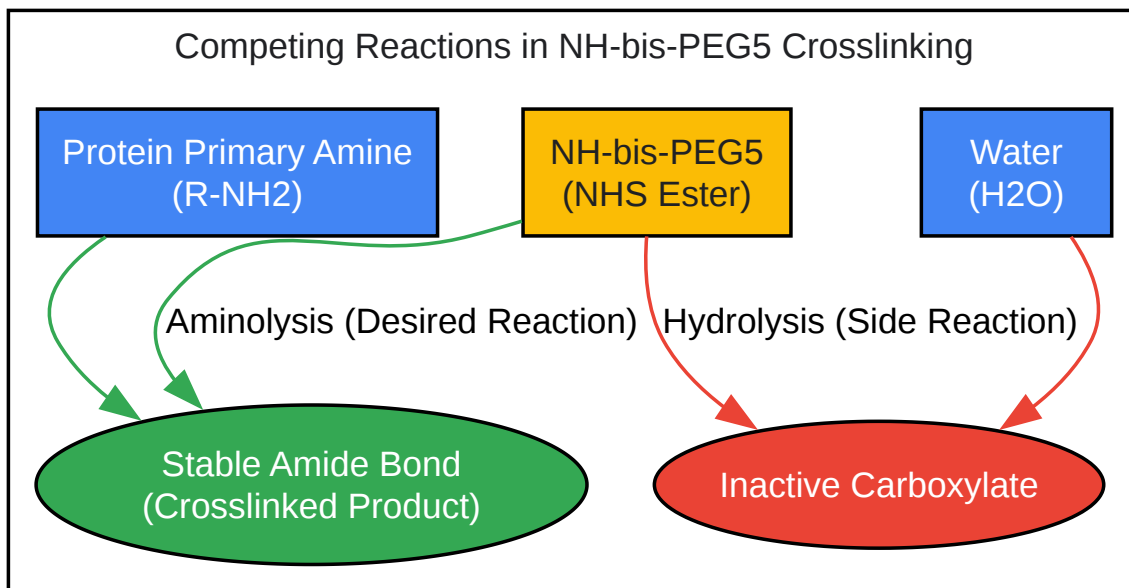 Competing Reactions in NH-bis-PEG5 Crosslinking
Protein Primary Amine
(R-NH2)
NH-bis-PEG5
(NHS Ester)
Water
(H2O)
Aminolysis (Desired Reaction)
Hydrolysis (Side Reaction)
Stable Amide Bond
(Crosslinked Product)
Inactive Carboxylate